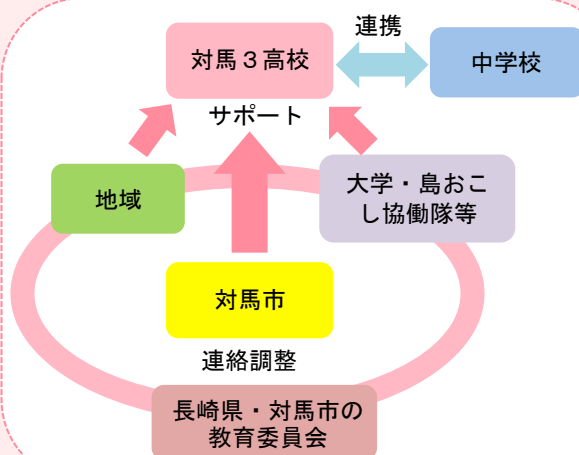 連携
対馬３高校
中学校
サポート
地域
大学・島おこ
し協働隊等
対馬市
連絡調整
長崎県・対馬市の
教育委員会